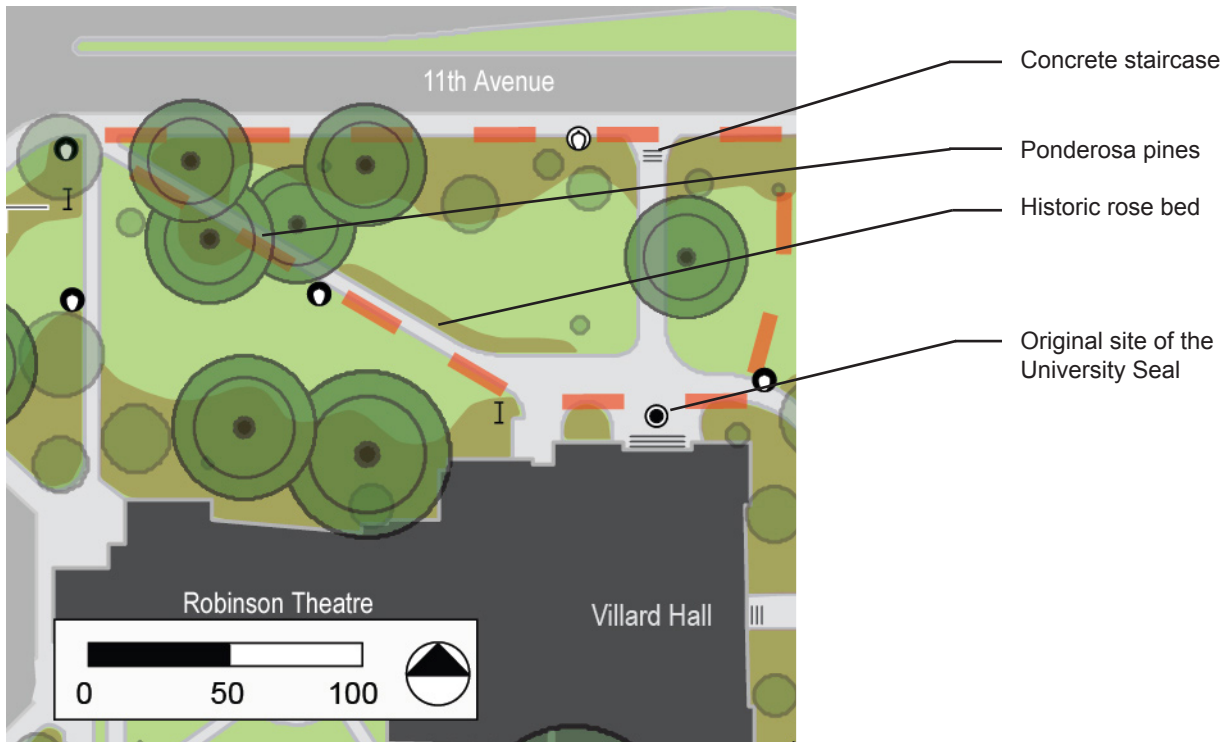 11th Avenue
Concrete staircase
Ponderosa pines
Historic rose bed
Original site of the
University Seal
Robinson Theatre
Villard Hall
0 50 100